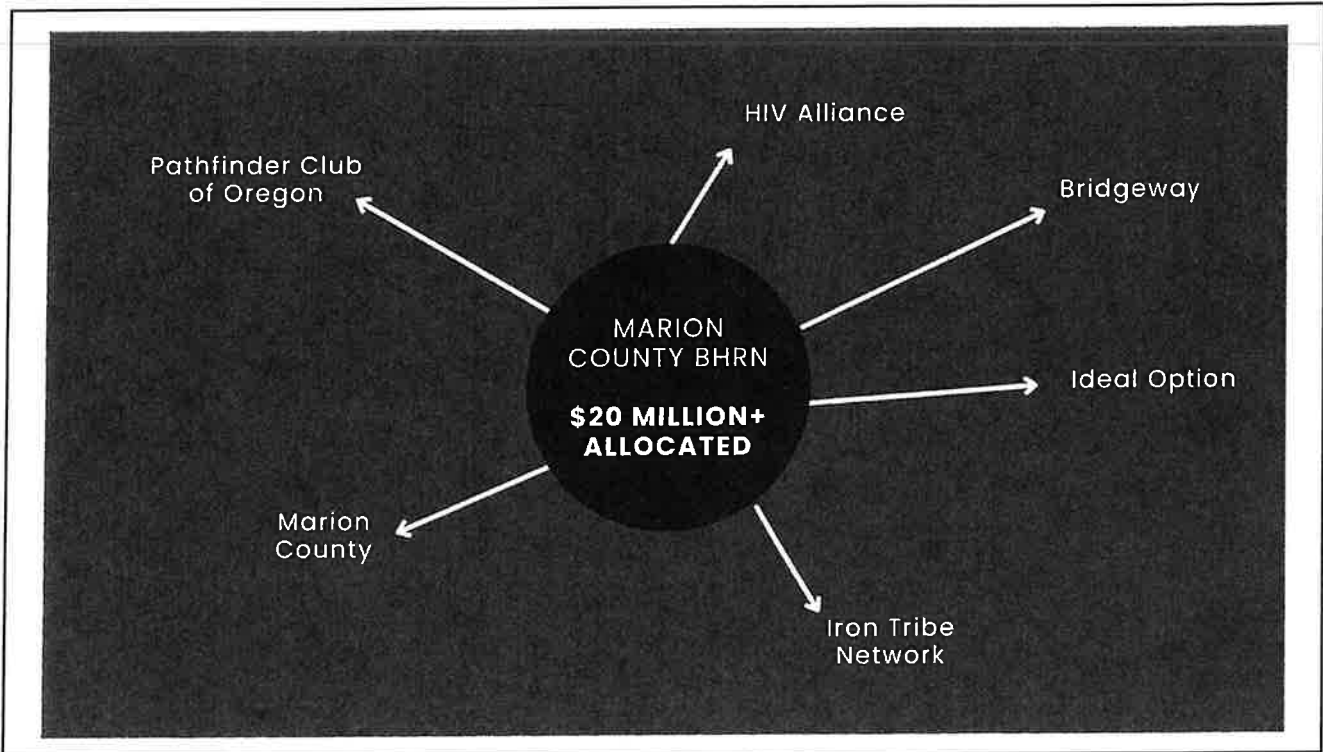 HIV Alliance
Pathfinder Club
of Oregon
Bridgeway
MARION
COUNTY BHRN
$20 MILLION+
ALLOCATED
Ideal Option
Marion
County
Iron Tribe
Network